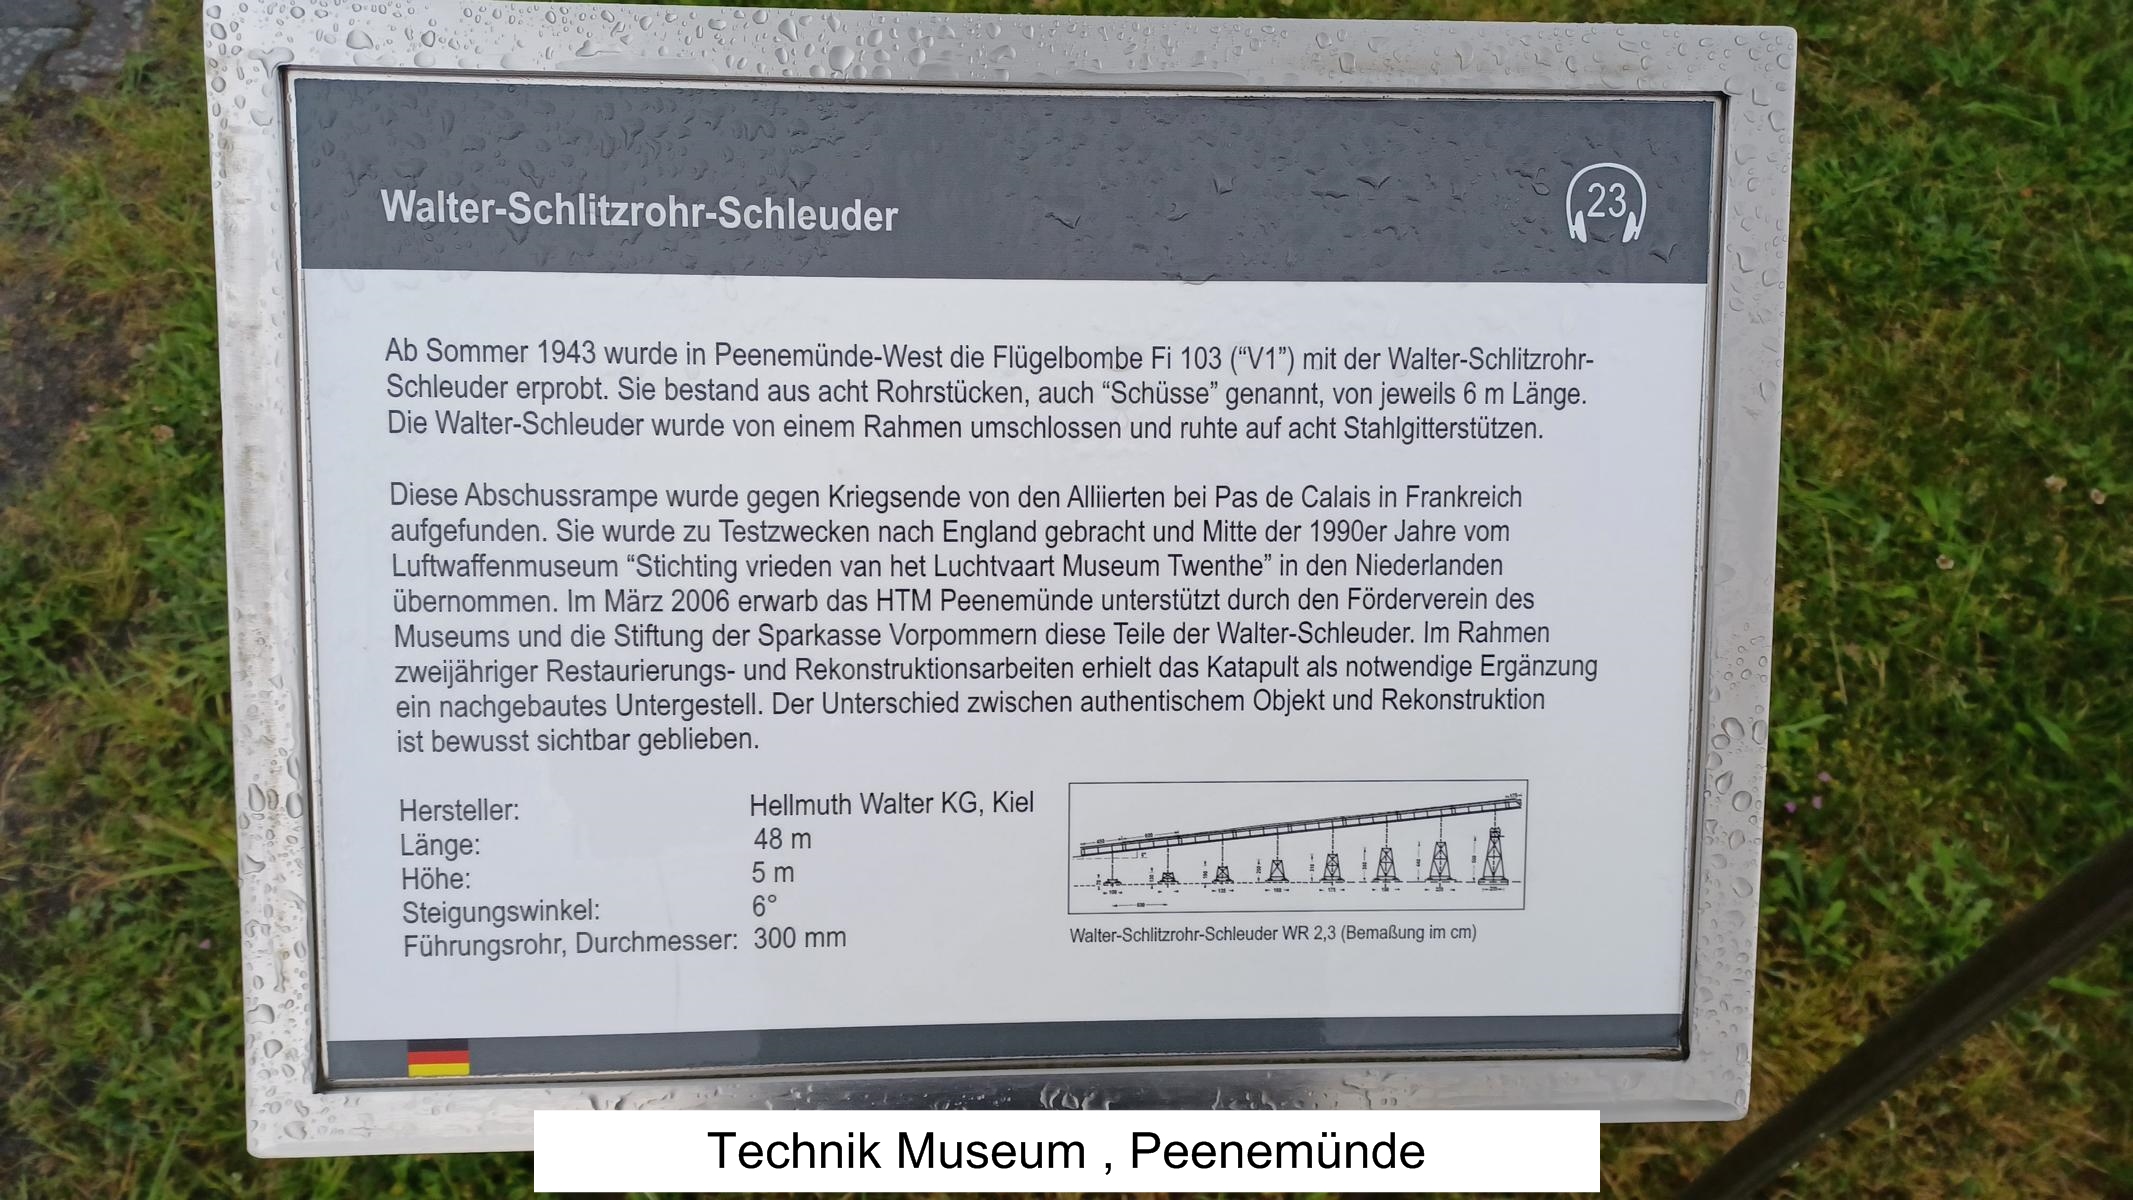 Walter-Schlitzrohr-Schleuder
23
Ab Sommer 1943 wurde in Peenemünde-West die Flügelbombe Fi 103 (“V1”) mit der Walter-Schlitzrohr-
Schleuder erprobt. Sie bestand aus acht Rohrstücken, auch “Schüsse” genannt, von jeweils 6 m Länge.
Die Walter-Schleuder wurde von einem Rahmen umschlossen und ruhte auf acht Stahlgitterstützen.
Diese Abschussrampe wurde gegen Kriegsende von den Alliierten bei Pas de Calais in Frankreich
aufgefunden. Sie wurde zu Testzwecken nach England gebracht und Mitte der 1990er Jahre vom
Luftwaffenmuseum “Stichting vrieden van het Luchtvaart Museum Twenthe” in den Niederlanden
übernommen. Im März 2006 erwarb das HTM Peenemünde unterstützt durch den Förderverein des
Museums und die Stiftung der Sparkasse Vorpommern diese Teile der Walter-Schleuder. Im Rahmen
zweijähriger Restaurierungs- und Rekonstruktionsarbeiten erhielt das Katapult als notwendige Ergänzung
ein nachgebautes Untergestell. Der Unterschied zwischen authentischem Objekt und Rekonstruktion
ist bewusst sichtbar geblieben.
Hersteller: Hellmuth Walter KG, Kiel
Länge: 48 m
Höhe: 5 m
Steigungswinkel: 6°
Führungsrohr, Durchmesser: 300 mm
Walter-Schlitzrohr-Schleuder WR 2,3 (Bemaßung im cm)
Technik Museum , Peenemünde